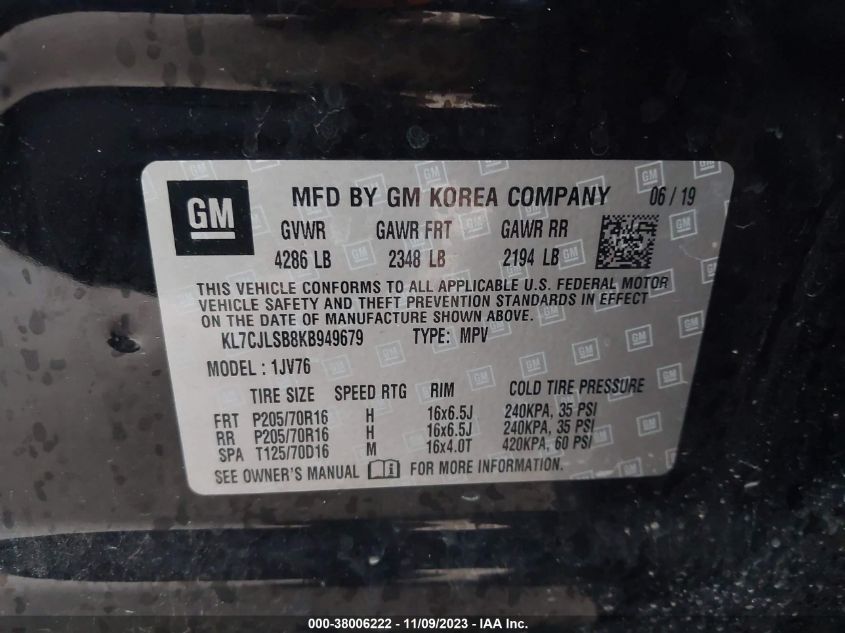 GM
MFD BY GM KOREA COMPANY 06 / 19
GVWR GAWR FRT GAWR RR
4286 LB 2348 LB 2194 LB
THIS VEHICLE CONFORMS TO ALL APPLICABLE U.S. FEDERAL MOTOR
VEHICLE SAFETY AND THEFT PREVENTION STANDARDS IN EFFECT
ON THE DATE OF MANUFACTURE SHOWN ABOVE.
KL7CJLSB8KB949679 TYPE: MPV
MODEL : 1JV76
TIRE SIZE SPEED RTG RIM COLD TIRE PRESSURE
FRT P205/70R16 H 16x6.5J 240KPA, 35 PSI
RR P205/70R16 H 16x6.5J 240KPA, 35 PSI
SPA T125/70D16 M 16x4.0T 420KPA, 60 PSI
SEE OWNER'S MANUAL FOR MORE INFORMATION.
000-38006222 - 11/09/2023 - © IAA Inc.